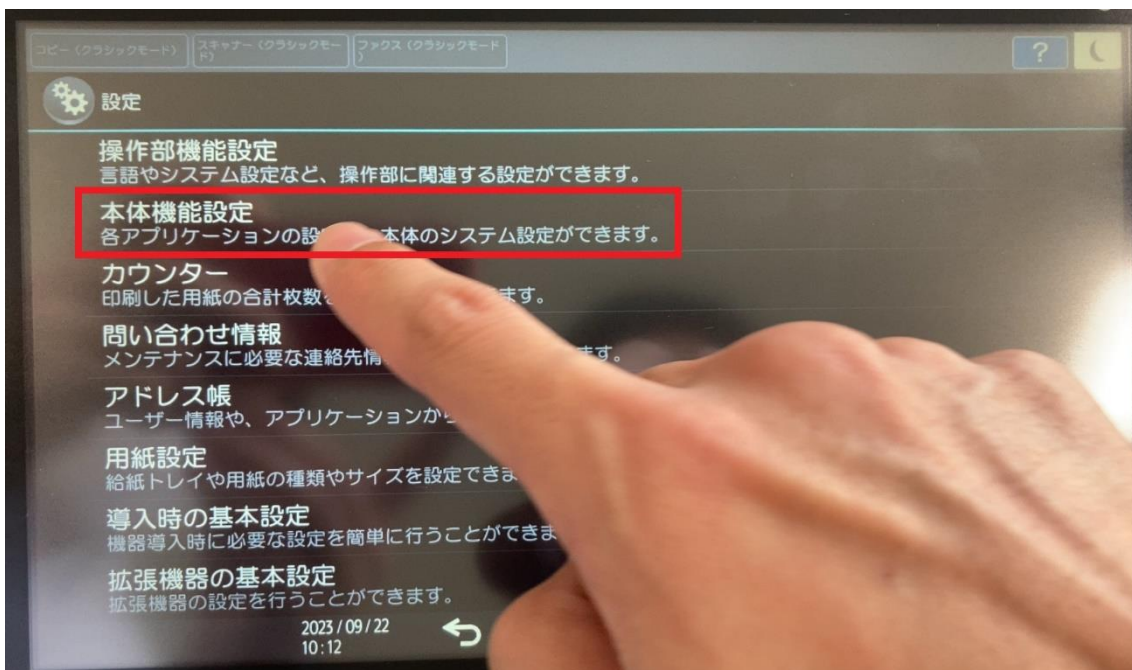 コピー（クラシックモード）
スキャナー（クラシックモー
ド）
ファクス（クラシックモード
）
?
設定
操作部機能設定
言語やシステム設定など、操作部に関連する設定ができます。
本体機能設定
各アプリケーションの設 本体のシステム設定ができます。
カウンター
印刷した用紙の合計枚数 ます。
問い合わせ情報
メンテナンスに必要な連絡先情 ます。
アドレス帳
ユーザー情報や、アプリケーションから
用紙設定
給紙トレイや用紙の種類やサイズを設定できま
導入時の基本設定
機器導入時に必要な設定を簡単に行うことができま
拡張機器の基本設定
拡張機器の設定を行うことができます。
2023/09/22
10:12